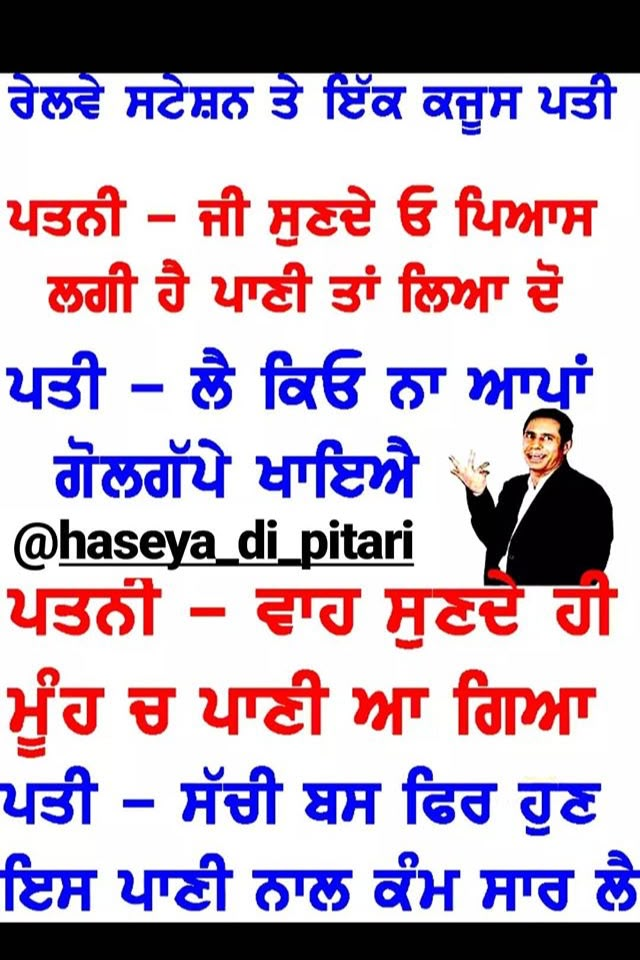 ਰੇਲਵੇ ਸਟੇਸ਼ਨ ਤੇ ਇੱਕ ਕਜੂਸ ਪਤੀ
ਪਤਨੀ – ਜੀ ਸੁਣਦੇ ਓ ਪਿਆਸ
ਲਗੀ ਹੈ ਪਾਣੀ ਤਾਂ ਲਿਆ ਦੋ
ਪਤੀ – ਲੈ ਕਿਓ ਨਾ ਆਪਾਂ
ਗੋਲਗੱਪੇ ਖਾਇਐ
@haseya_di_pitari
ਪਤਨੀ – ਵਾਹ ਸੁਣਦੇ ਹੀ
ਮੂੰਹ ਚ ਪਾਣੀ ਆ ਗਿਆ
ਪਤੀ – ਸੱਚੀ ਬਸ ਫਿਰ ਹੁਣ
ਇਸ ਪਾਣੀ ਨਾਲ ਕੰਮ ਸਾਰ ਲੈ